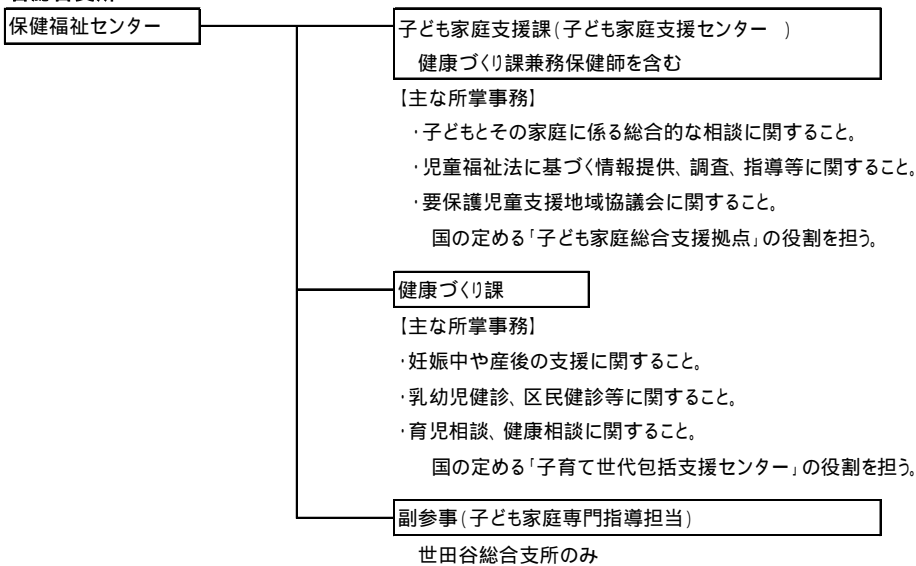 保健福祉センター
子ども家庭支援課(子ども家庭支援センター )
健康づくり課兼務保健師を含む
【主な所掌事務】
・子どもとその家庭に係る総合的な相談に関すること。
・児童福祉法に基づく情報提供、調査、指導等に関すること。
・要保護児童支援地域協議会に関すること。
国の定める「子ども家庭総合支援拠点」の役割を担う。
健康づくり課
【主な所掌事務】
・妊娠中や産後の支援に関すること。
・乳幼児健診、区民健診等に関すること。
・育児相談、健康相談に関すること。
国の定める「子育て世代包括支援センター」の役割を担う。
副参事(子ども家庭専門指導担当)
世田谷総合支所のみ